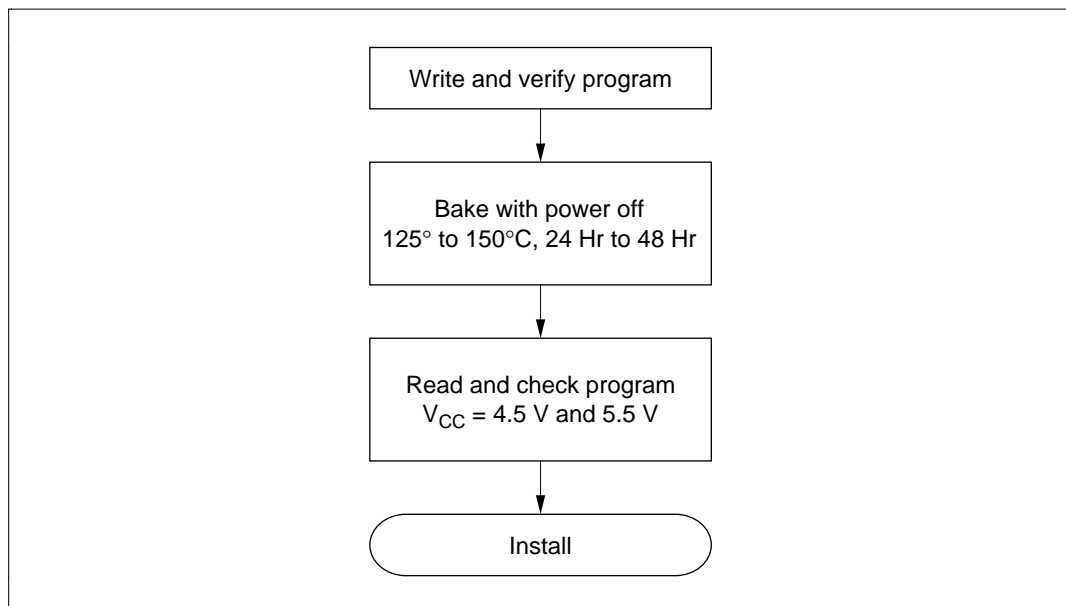 Write and verify program
Bake with power off
125° to 150°C, 24 Hr to 48 Hr
Read and check program
VCC = 4.5 V and 5.5 V
Install